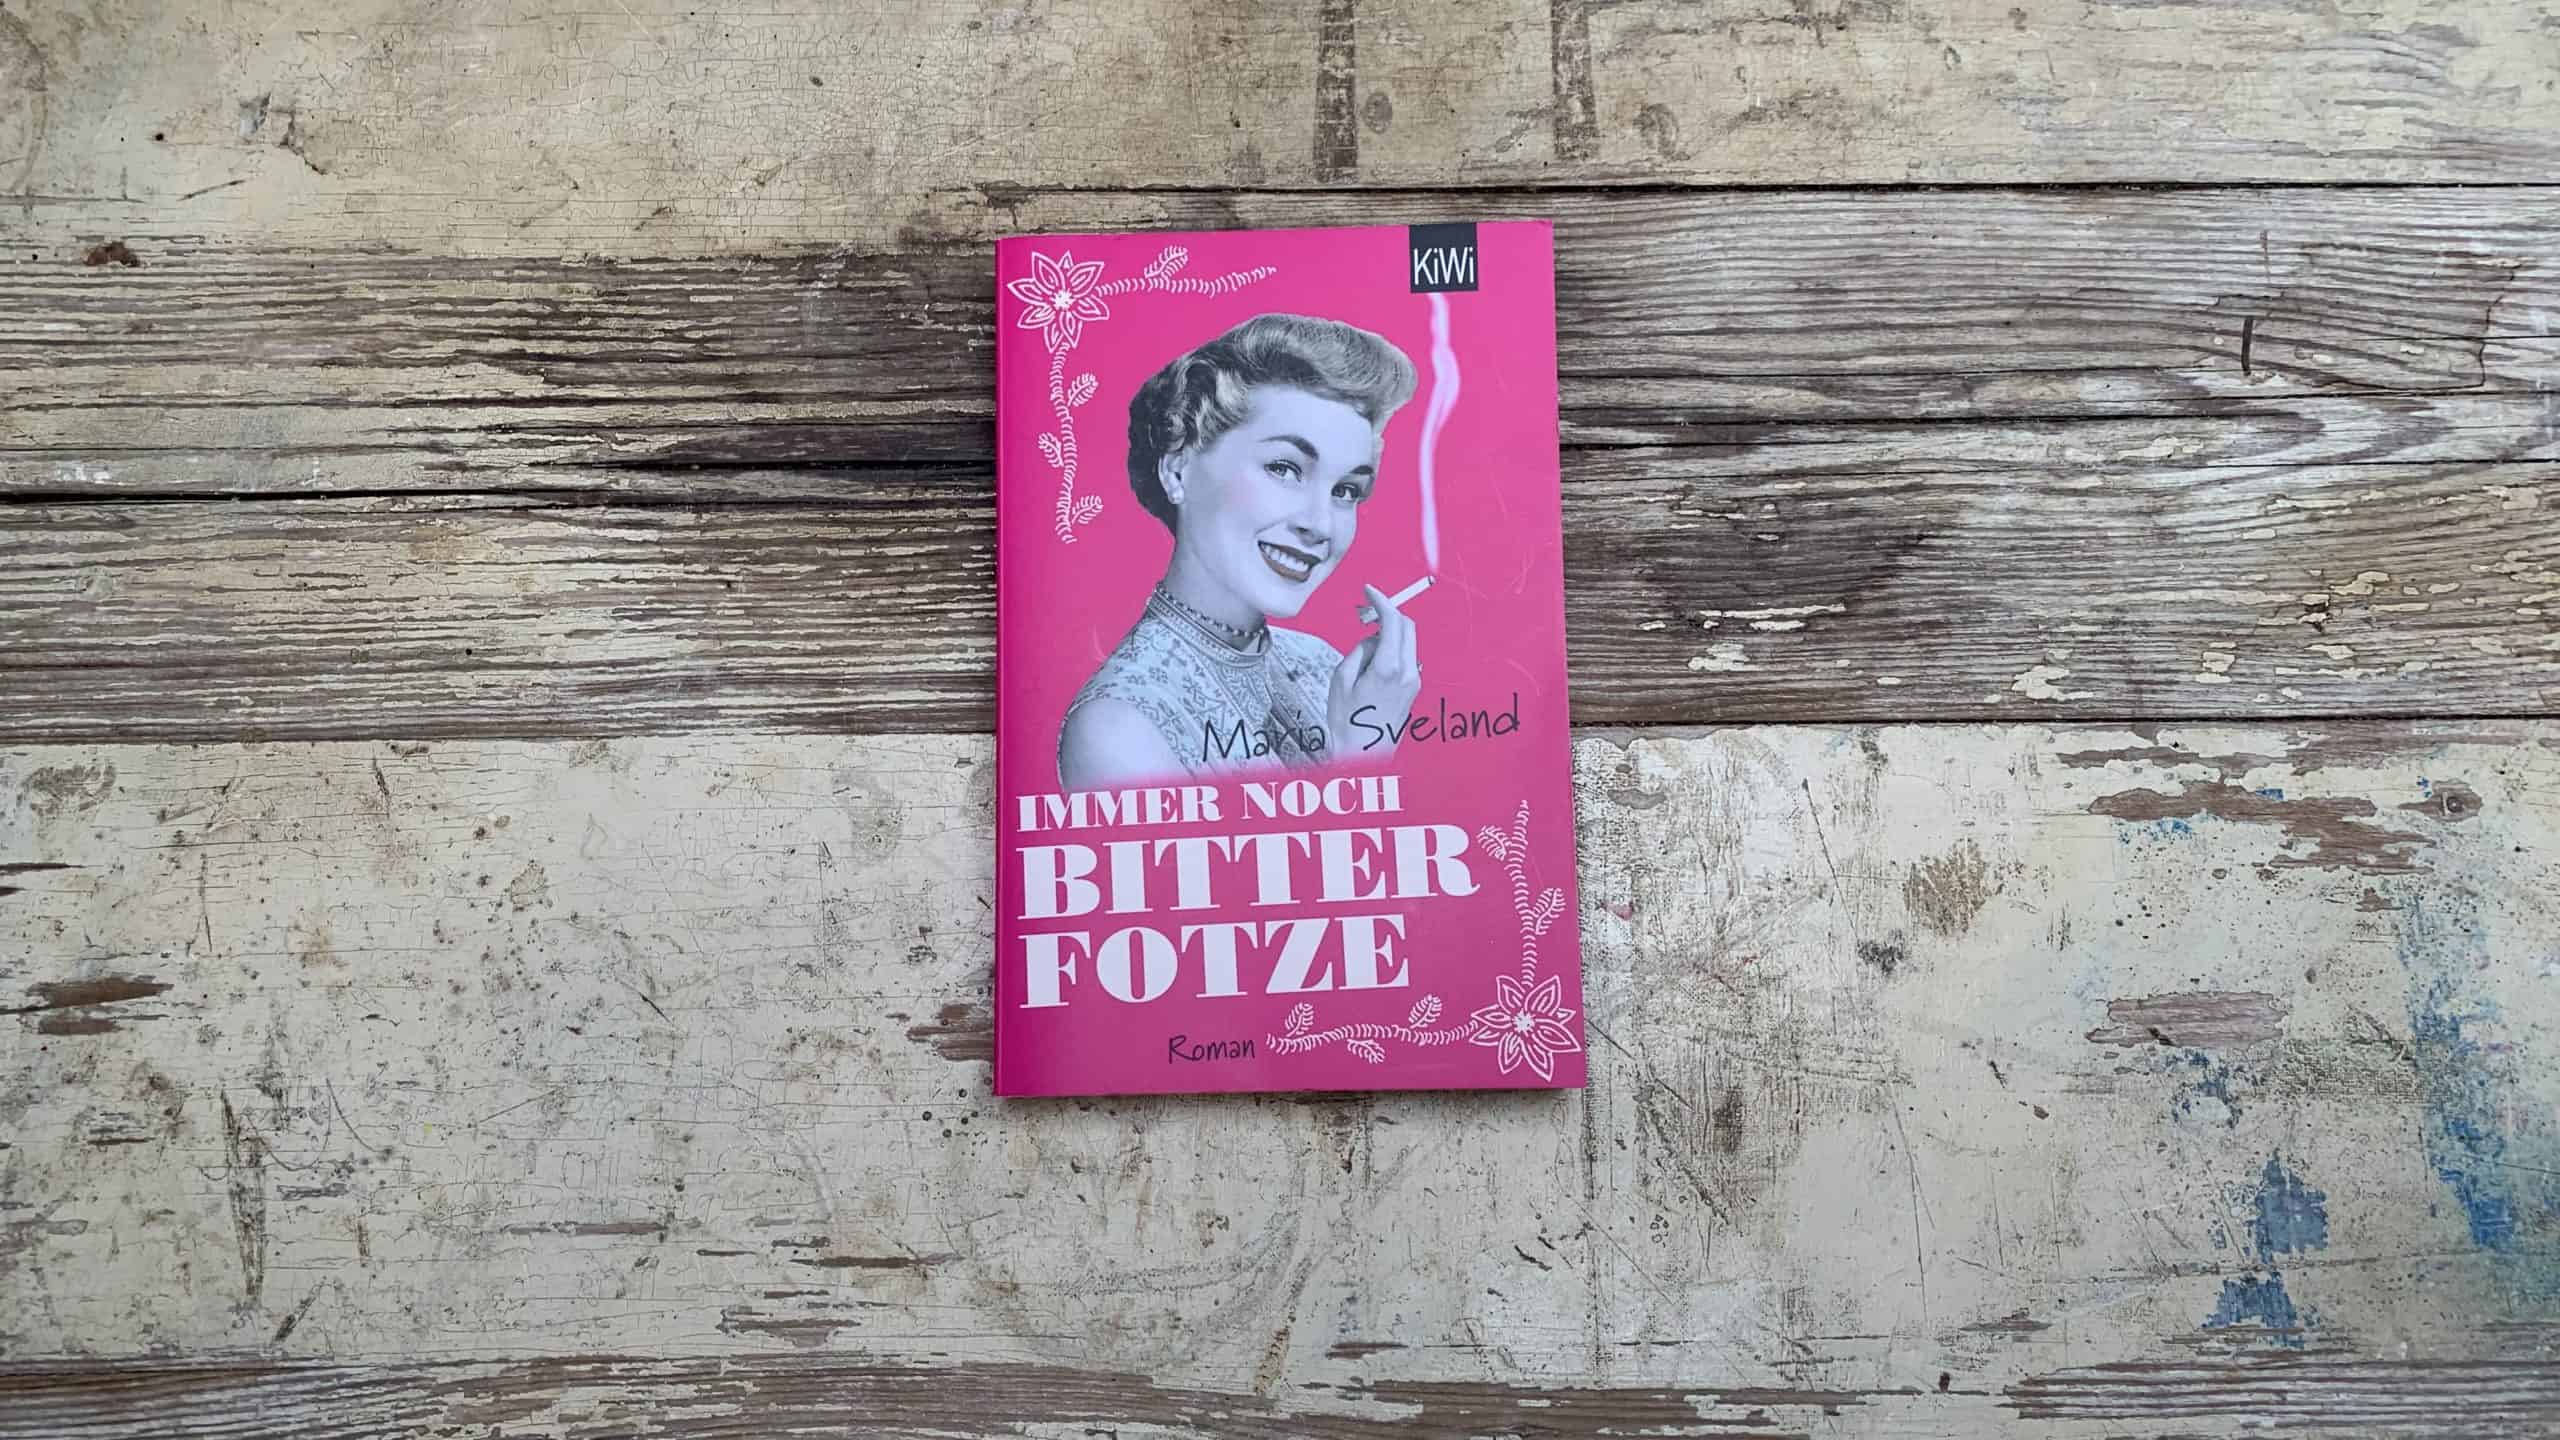 KiWi
Maria Sveland
IMMER NOCH
BITTER
FOTZE
Roman